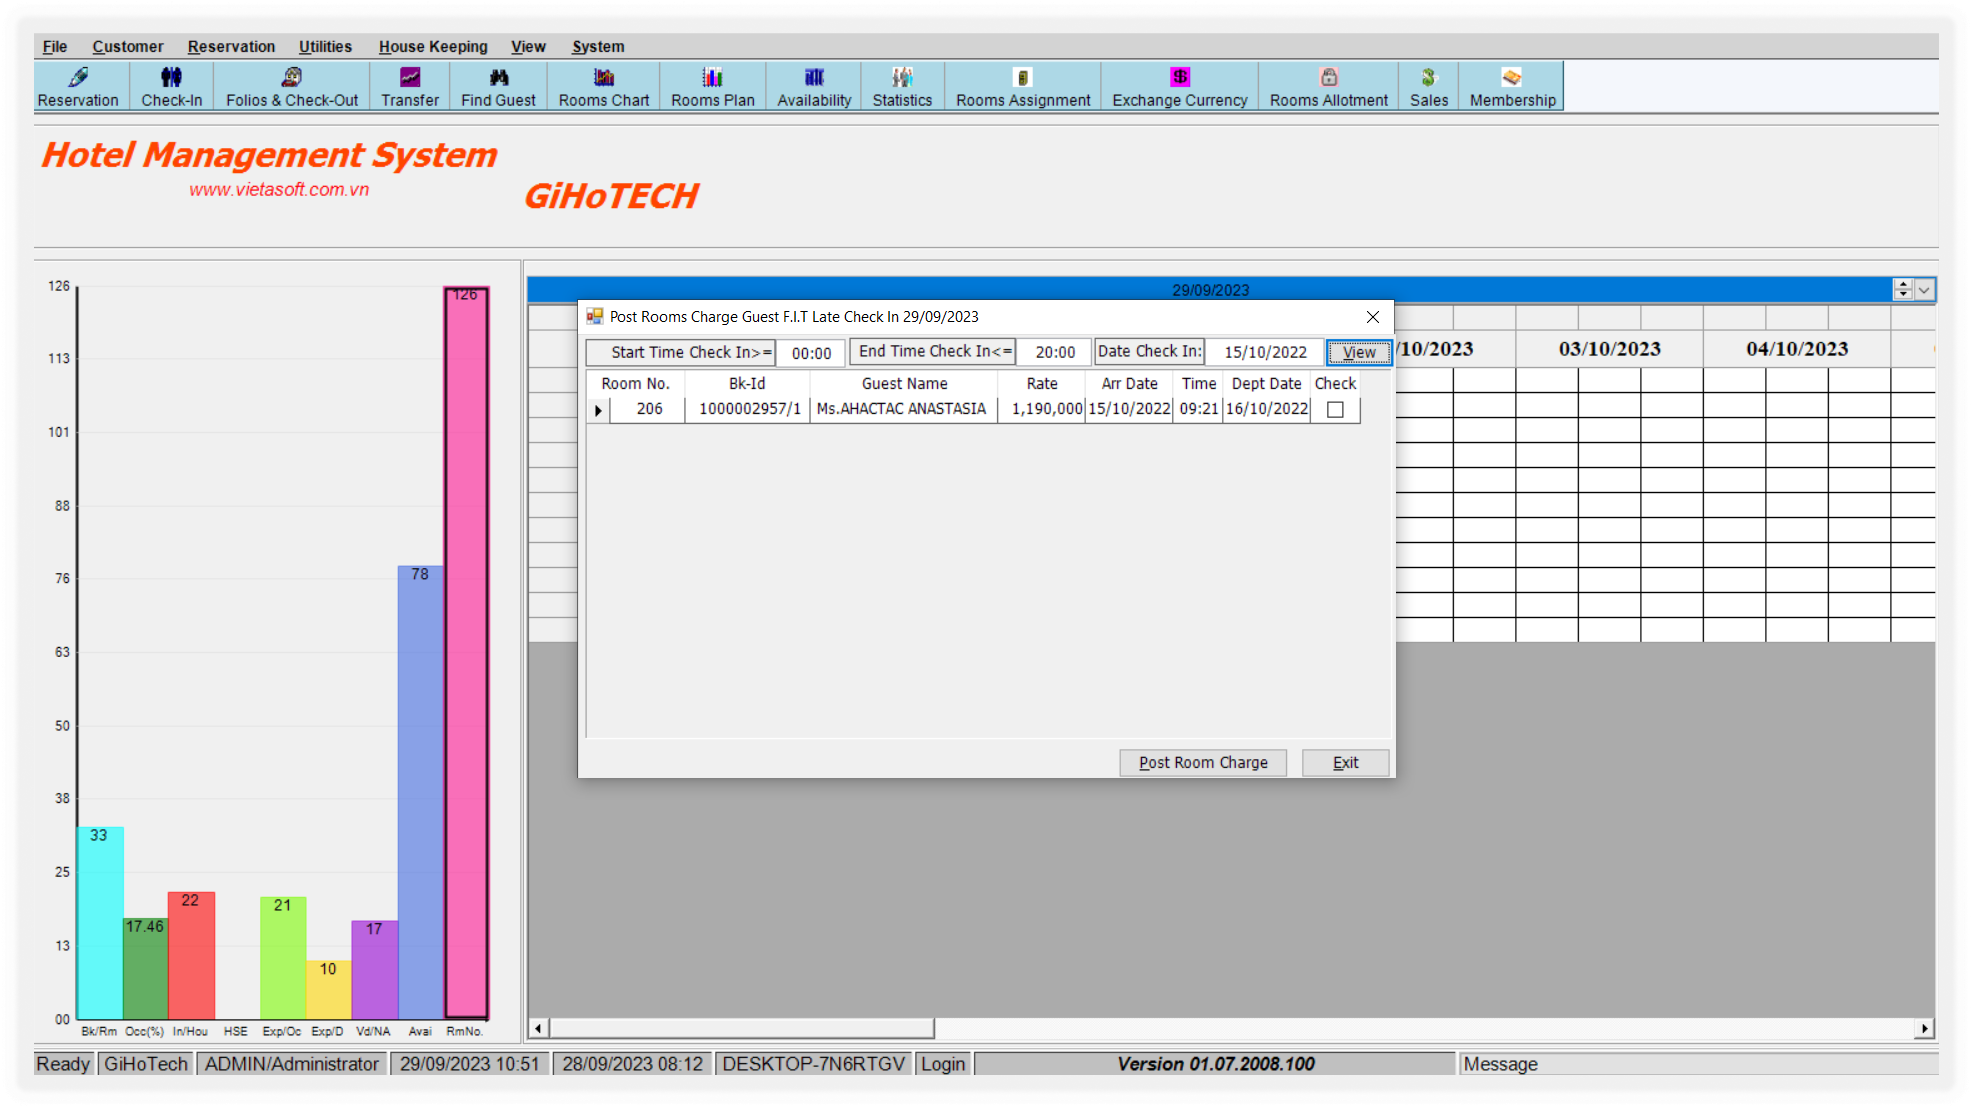 File Customer Reservation Utilities House Keeping View System
Reservation Check-In Folios & Check-Out Transfer Find Guest Rooms Chart Rooms Plan Availability Statistics Rooms Assignment Exchange Currency Rooms Allotment Sales Membership
Hotel Management System
www.vietasoft.com.vn
GiHoTECH
126
113
101
88
76
63
50
38
25
13
00
33
17.46
22
21
10
17
78
126
Bk/Rm Occ(%) In/Hou HSE Exp/Oc Exp/D Vd/NA Avai RmNo.
29/09/2023
/10/2023 03/10/2023 04/10/2023
Post Rooms Charge Guest F.I.T Late Check In 29/09/2023
Start Time Check In>= 00:00 End Time Check In<= 20:00 Date Check In: 15/10/2022 View
Room No. Bk-Id Guest Name Rate Arr Date Time Dept Date Check
206 1000002957/1 Ms.AHACTAC ANASTASIA 1,190,000 15/10/2022 09:21 16/10/2022
Post Room Charge Exit
Ready GiHoTech ADMIN/Administrator 29/09/2023 10:51 28/09/2023 08:12 DESKTOP-7N6RTGV Login Version 01.07.2008.100 Message